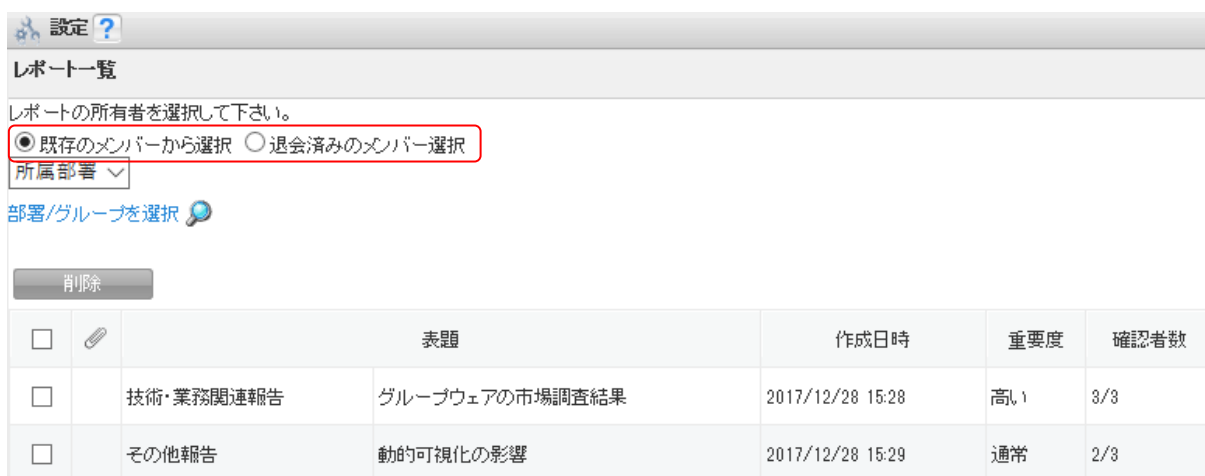 設定 ?
レポート一覧
レポートの所有者を選択して下さい。
既存のメンバーから選択 退会済みのメンバー選択
所属部署
部署/グループを選択
削除
表題 作成日時 重要度 確認者数
技術・業務関連報告 グループウェアの市場調査結果 2017/12/28 15:28 高い 3/3
その他報告 動的可視化の影響 2017/12/28 15:29 通常 2/3